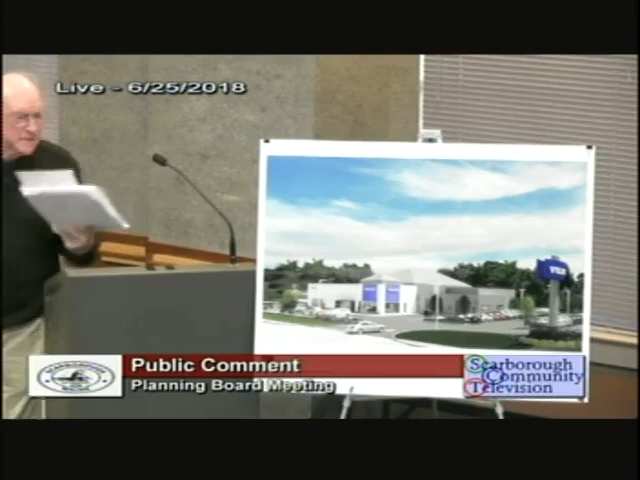 Live - 6/25/2018
Public Comment
Planning Board Meeting
Scarborough
Community
Television